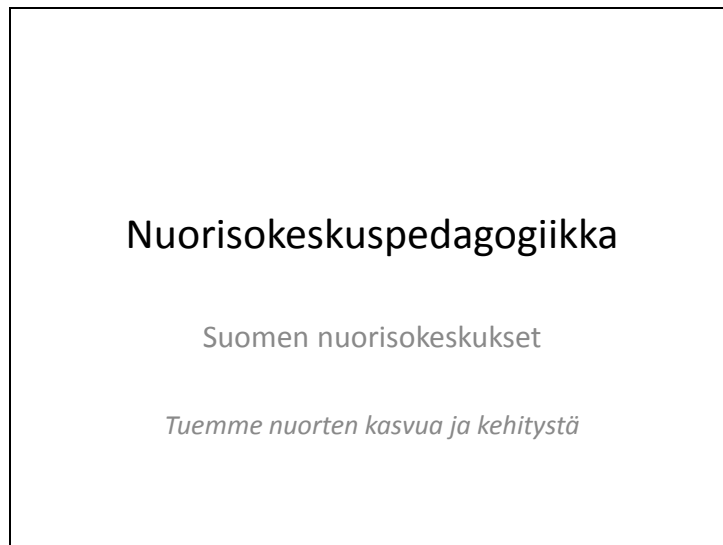 Nuorisokeskuspedagogiikka
Suomen nuorisokeskukset
Tuemme nuorten kasvua ja kehitystä